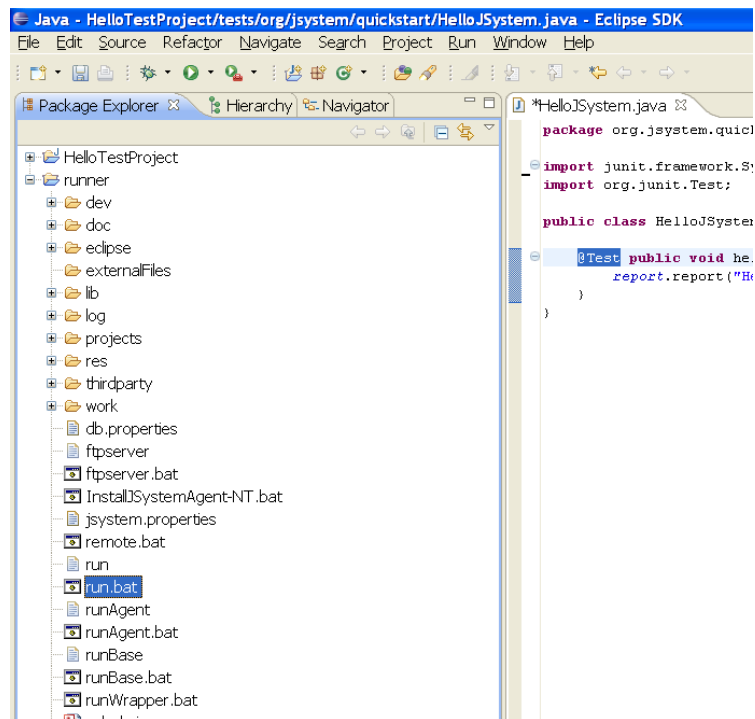 Java - HelloTestProject/tests/org/jsystem/quickstart/HelloJSystem.java - Eclipse SDK
File Edit Source Refactor Navigate Search Project Run Window Help
Package Explorer Hierarchy Navigator
*HelloJSystem.java
HelloTestProject
runner
dev
doc
eclipse
externalFiles
lib
log
projects
res
thirdparty
work
db.properties
ftpserver
ftpserver.bat
InstallJSystemAgent-NT.bat
jsystem.properties
remote.bat
run
run.bat
runAgent
runAgent.bat
runBase
runBase.bat
runWrapper.bat
package org.jsystem.quick
import junit.framework.Sy
import org.junit.Test;
public class HelloJSystem
@Test public void hel
report.report("He
}
}